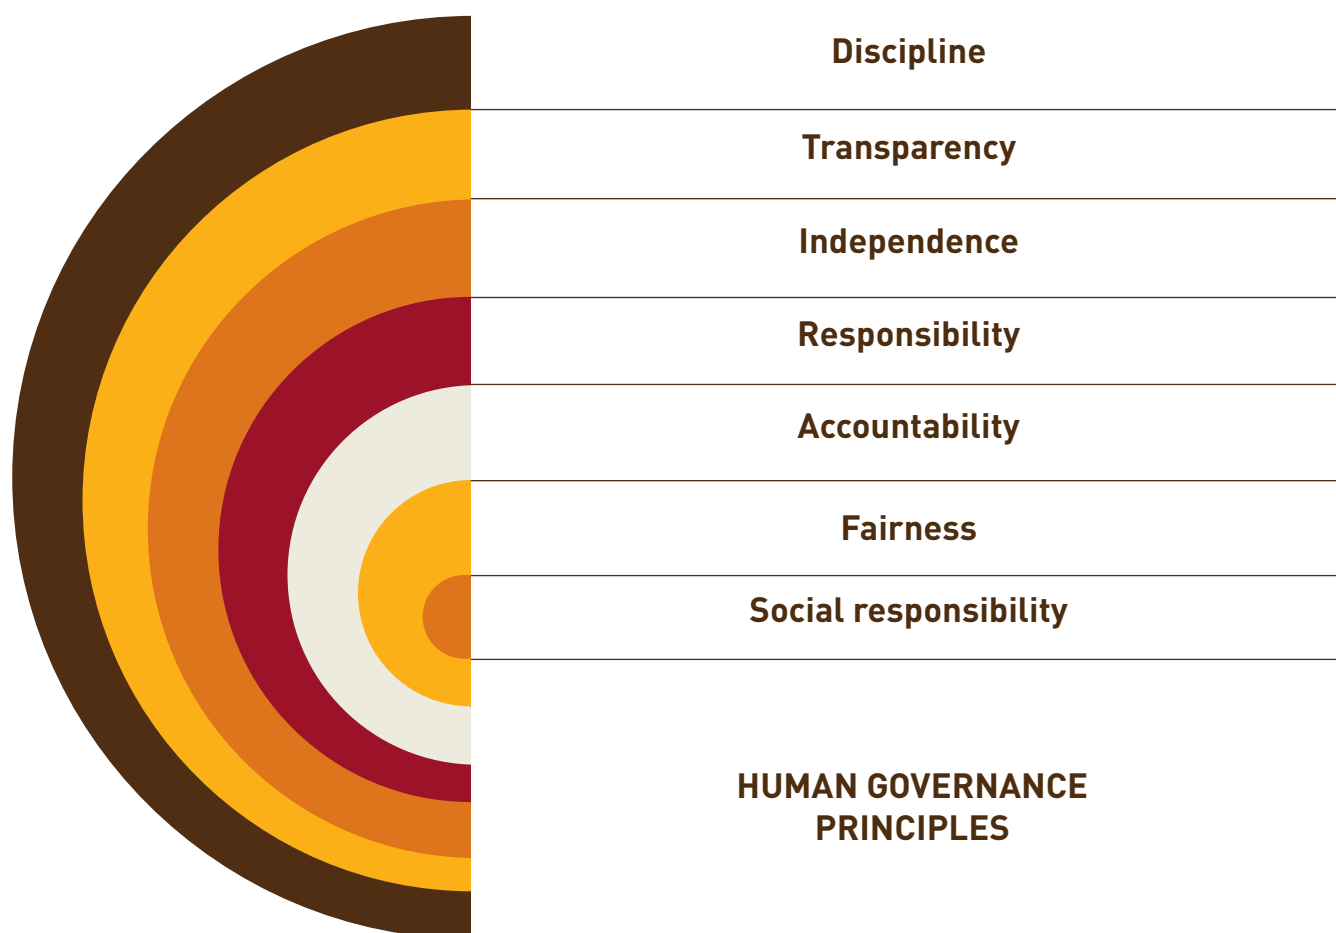 Discipline
Transparency
Independence
Responsibility
Accountability
Fairness
Social responsibility
HUMAN GOVERNANCE
PRINCIPLES